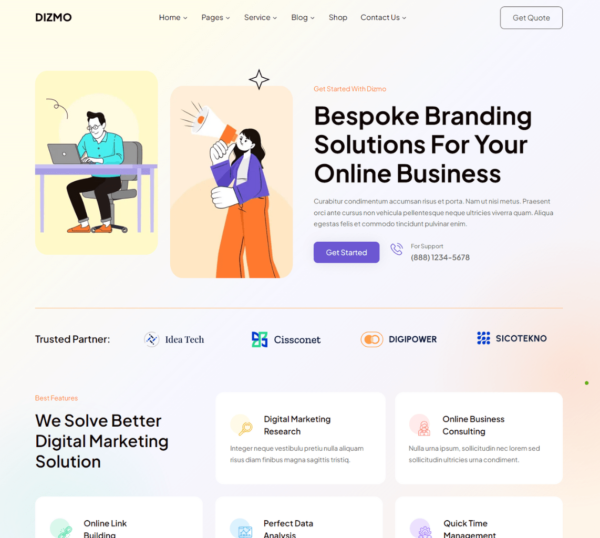 DIZMO
Home Pages Service Blog Shop Contact Us
Get Quote
Get Started With Dizmo
Bespoke Branding
Solutions For Your
Online Business
Curabitur condimentum accumsan risus et porta. Nam ut nisi metus. Praesent
orci ante cursus non vehicula pellentesque neque ultricies viverra quam. Aliqua
egestas felis et commodo tincidunt pulvinar enim.
Get Started
For Support
(888) 1234-5678
Trusted Partner:
Idea Tech
Cissconet
DIGIPOWER
SICOTEKNO
Best Features
We Solve Better
Digital Marketing
Solution
Digital Marketing
Research
Integer neque vestibulu pretiu nulla aliquam
risus diam finibus magna sagittis tristiq.
Online Business
Consulting
Nulla urna ipsum, sollicitudin nec lorem sed
sollicitudin ultricies urna condiment.
Online Link
Building
Perfect Data
Analysis
Quick Time
Management